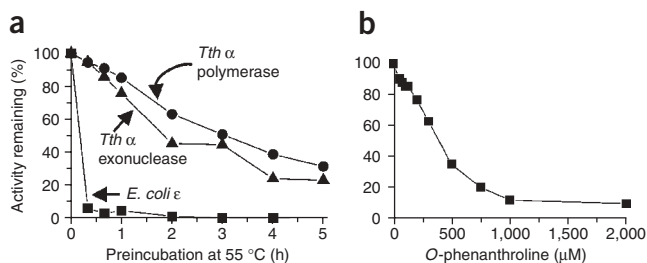 a
Activity remaining (%)
100
80
60
40
20
0
Tth α
polymerase
Tth α
exonuclease
E. coli ε
0 1 2 3 4 5
Preincubation at 55 °C (h)
b
100
80
60
40
20
0
0 500 1,000 1,500 2,000
O-phenanthroline (μM)